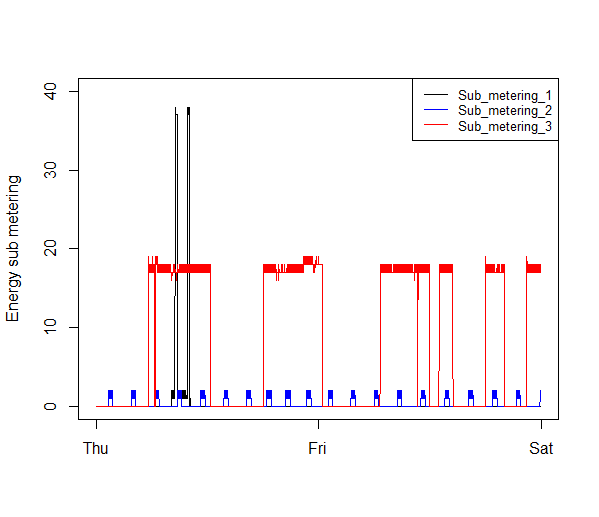 Sub_metering_1
Sub_metering_2
Sub_metering_3
Energy sub metering
40
30
20
10
0
Thu Fri Sat